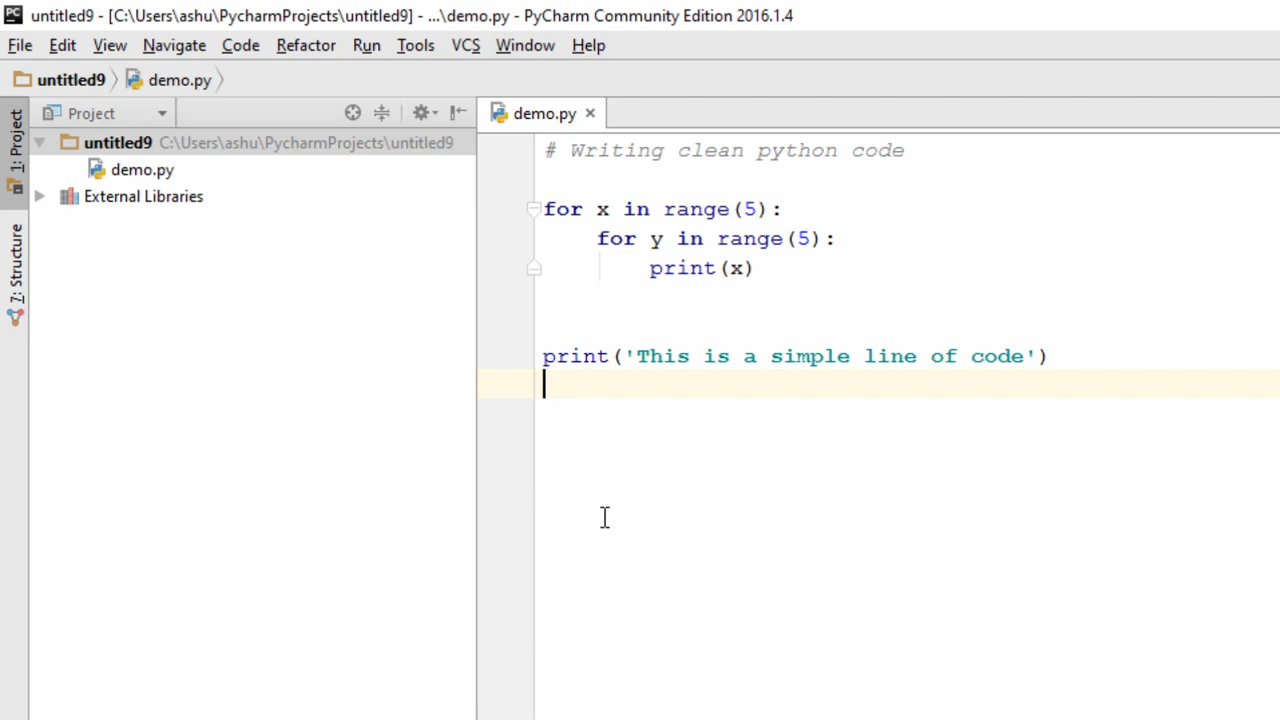 untitled9 - [C:\Users\ashu\PycharmProjects\untitled9] - ...\demo.py - PyCharm Community Edition 2016.1.4
File Edit View Navigate Code Refactor Run Tools VCS Window Help
untitled9 demo.py
1: Project
7: Structure
Project
untitled9 C:\Users\ashu\PycharmProjects\untitled9
demo.py
External Libraries
demo.py
# Writing clean python code
for x in range(5):
    for y in range(5):
        print(x)
print('This is a simple line of code')